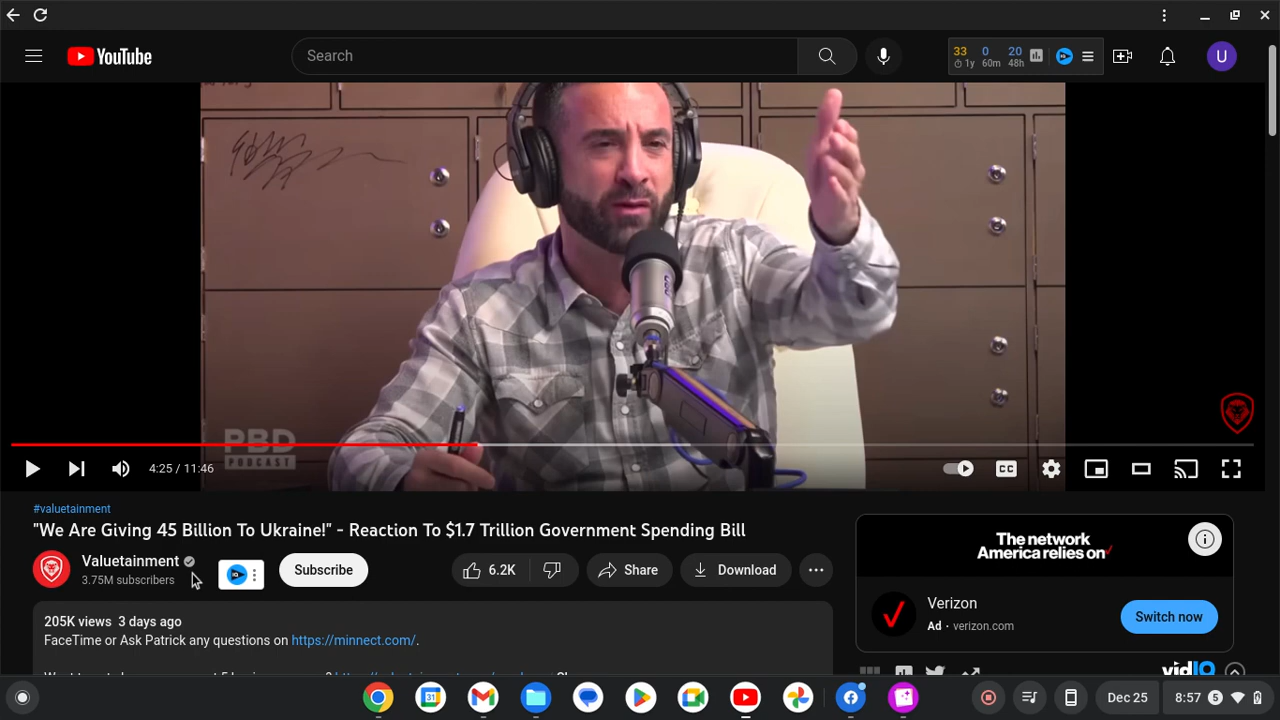 YouTube
Search
33 0 20
1y 60m 48h
U
PBD
PODCAST
4:25 / 11:46
CC
#valuetainment
"We Are Giving 45 Billion To Ukraine!" - Reaction To $1.7 Trillion Government Spending Bill
Valuetainment
3.75M subscribers
Subscribe
6.2K
Share
Download
The network
America relies on
Verizon
Ad · verizon.com
Switch now
205K views 3 days ago
FaceTime or Ask Patrick any questions on https://minnect.com/.
vidIQ
31
Dec 25
8:57
5